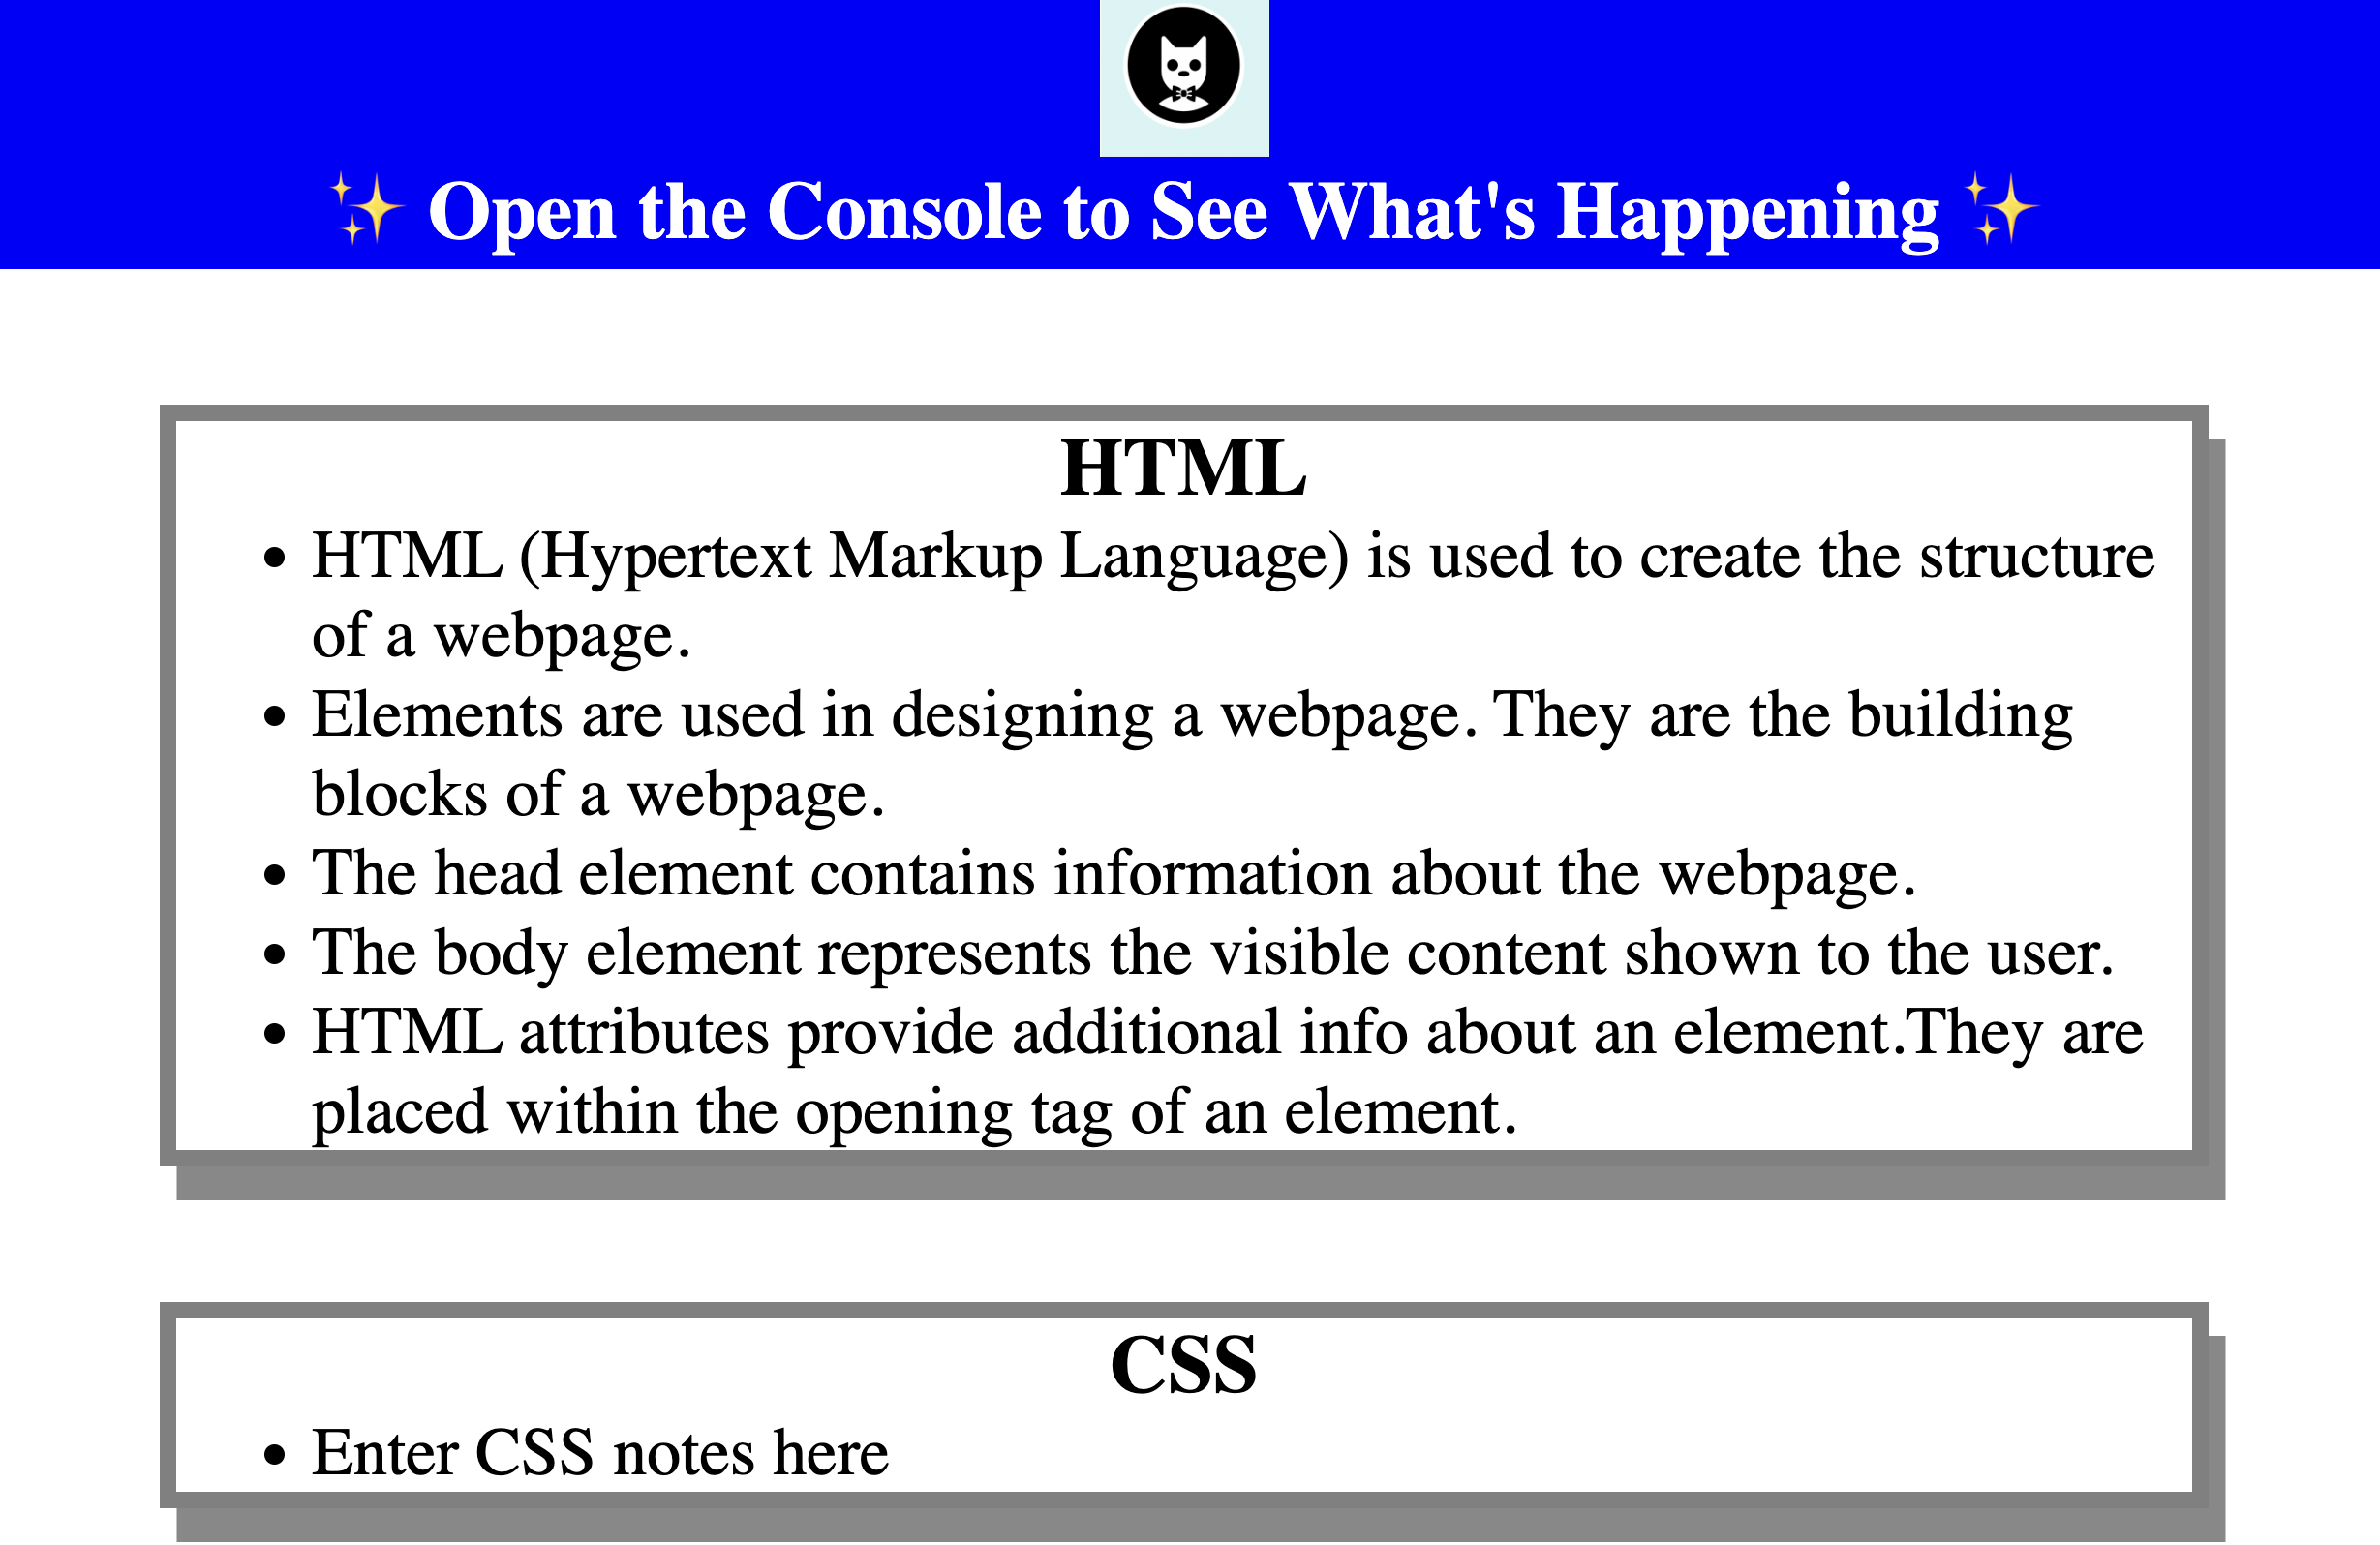 ✨ Open the Console to See What's Happening ✨
HTML
• HTML (Hypertext Markup Language) is used to create the structure
of a webpage.
• Elements are used in designing a webpage. They are the building
blocks of a webpage.
• The head element contains information about the webpage.
• The body element represents the visible content shown to the user.
• HTML attributes provide additional info about an element.They are
placed within the opening tag of an element.
CSS
• Enter CSS notes here